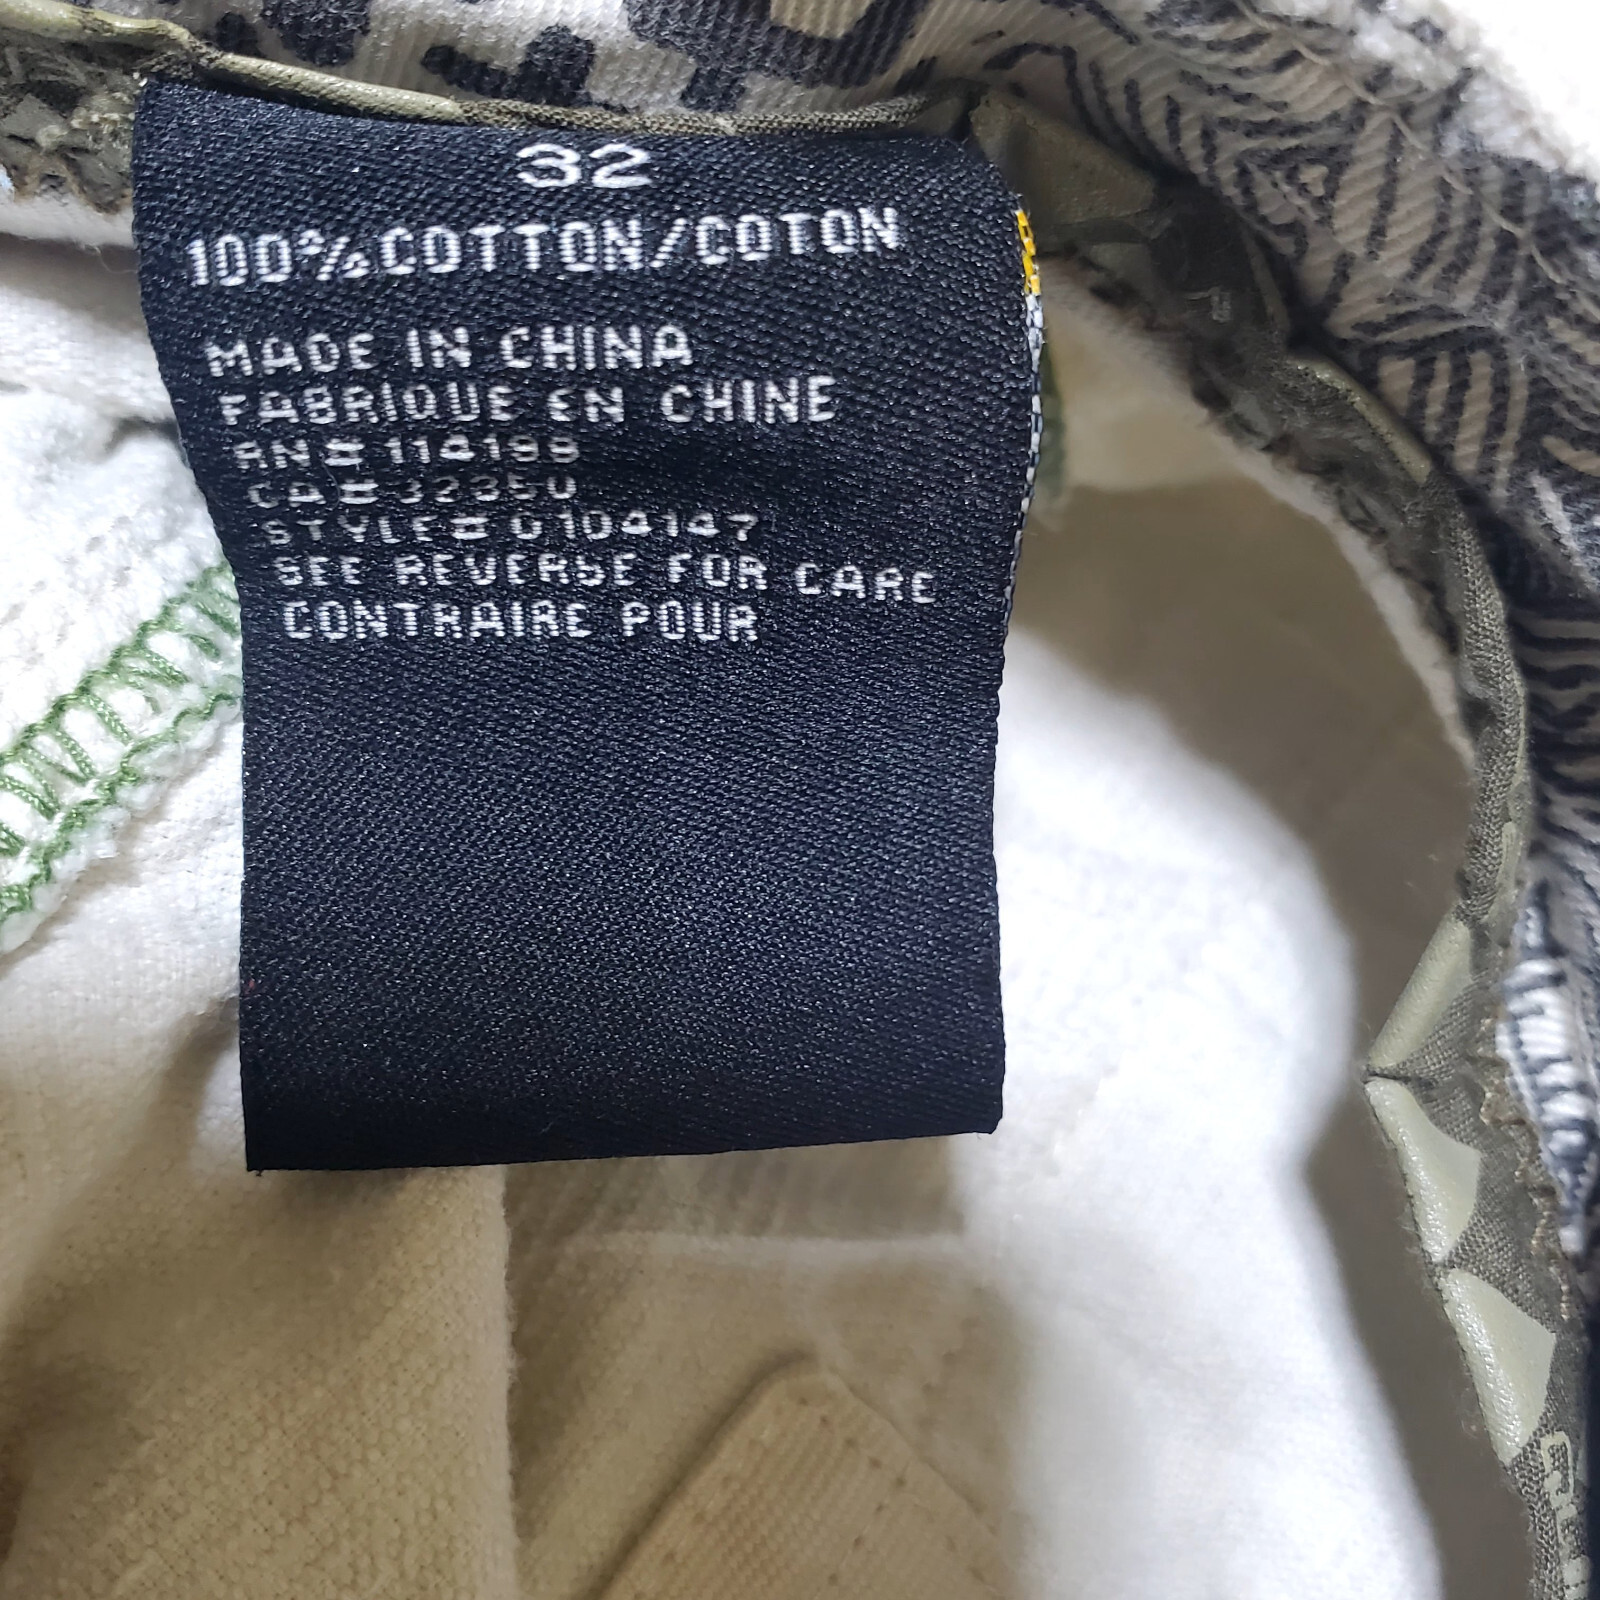 32
100% COTTON/COTON
MADE IN CHINA
FABRIQUE EN CHINE
RN# 114199
CA# 32350
STYLE# 0104147
SEE REVERSE FOR CARE
CONTRAIRE POUR